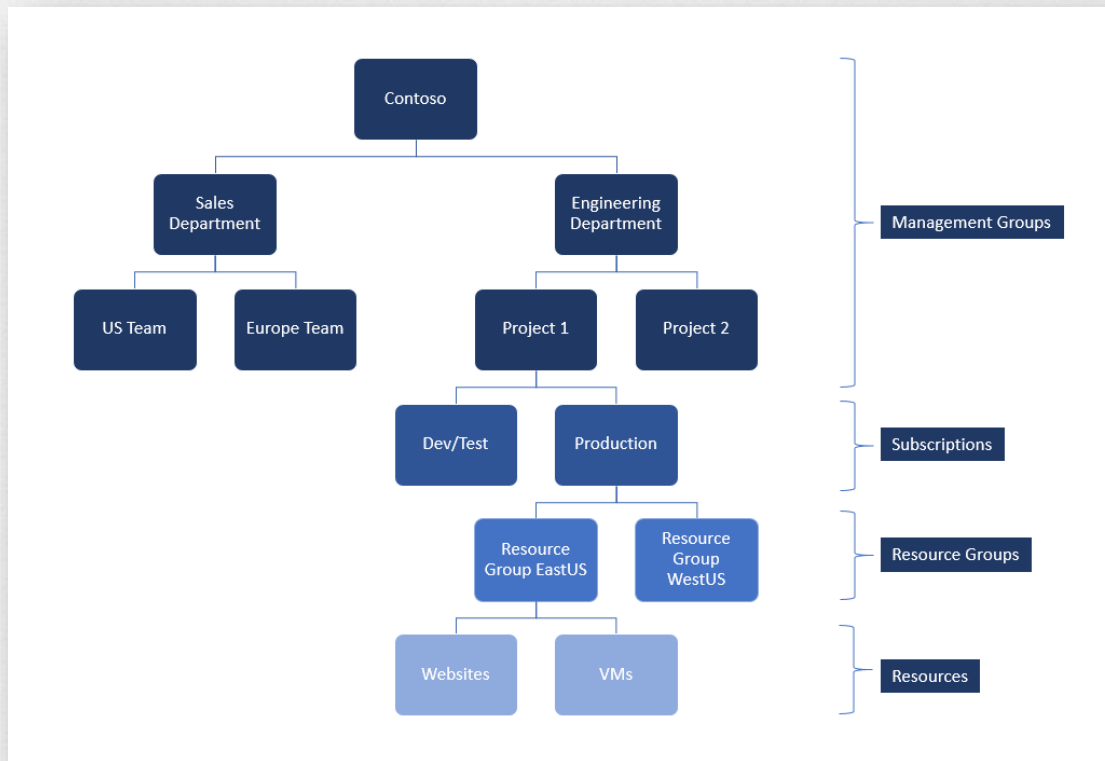 Contoso
Sales
Department
Engineering
Department
Management Groups
US Team
Europe Team
Project 1
Project 2
Dev/Test
Production
Subscriptions
Resource
Group EastUS
Resource
Group
WestUS
Resource Groups
Websites
VMs
Resources